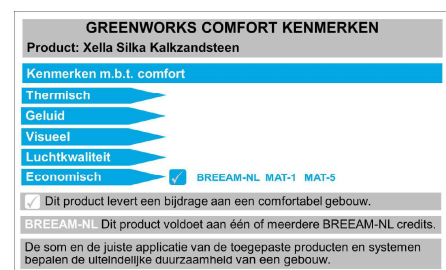 GREENWORKS COMFORT KENMERKEN
Product: Xella Silka Kalkzandsteen
Kenmerken m.b.t. comfort
Thermisch
Geluid
Visueel
Luchtkwaliteit
Economisch BREEAM-NL MAT-1 MAT-5
Dit product levert een bijdrage aan een comfortabel gebouw.
BREEAM-NL Dit product voldoet aan één of meerdere BREEAM-NL credits.
De som en de juiste applicatie van de toegepaste producten en systemen
bepalen de uiteindelijke duurzaamheid van een gebouw.